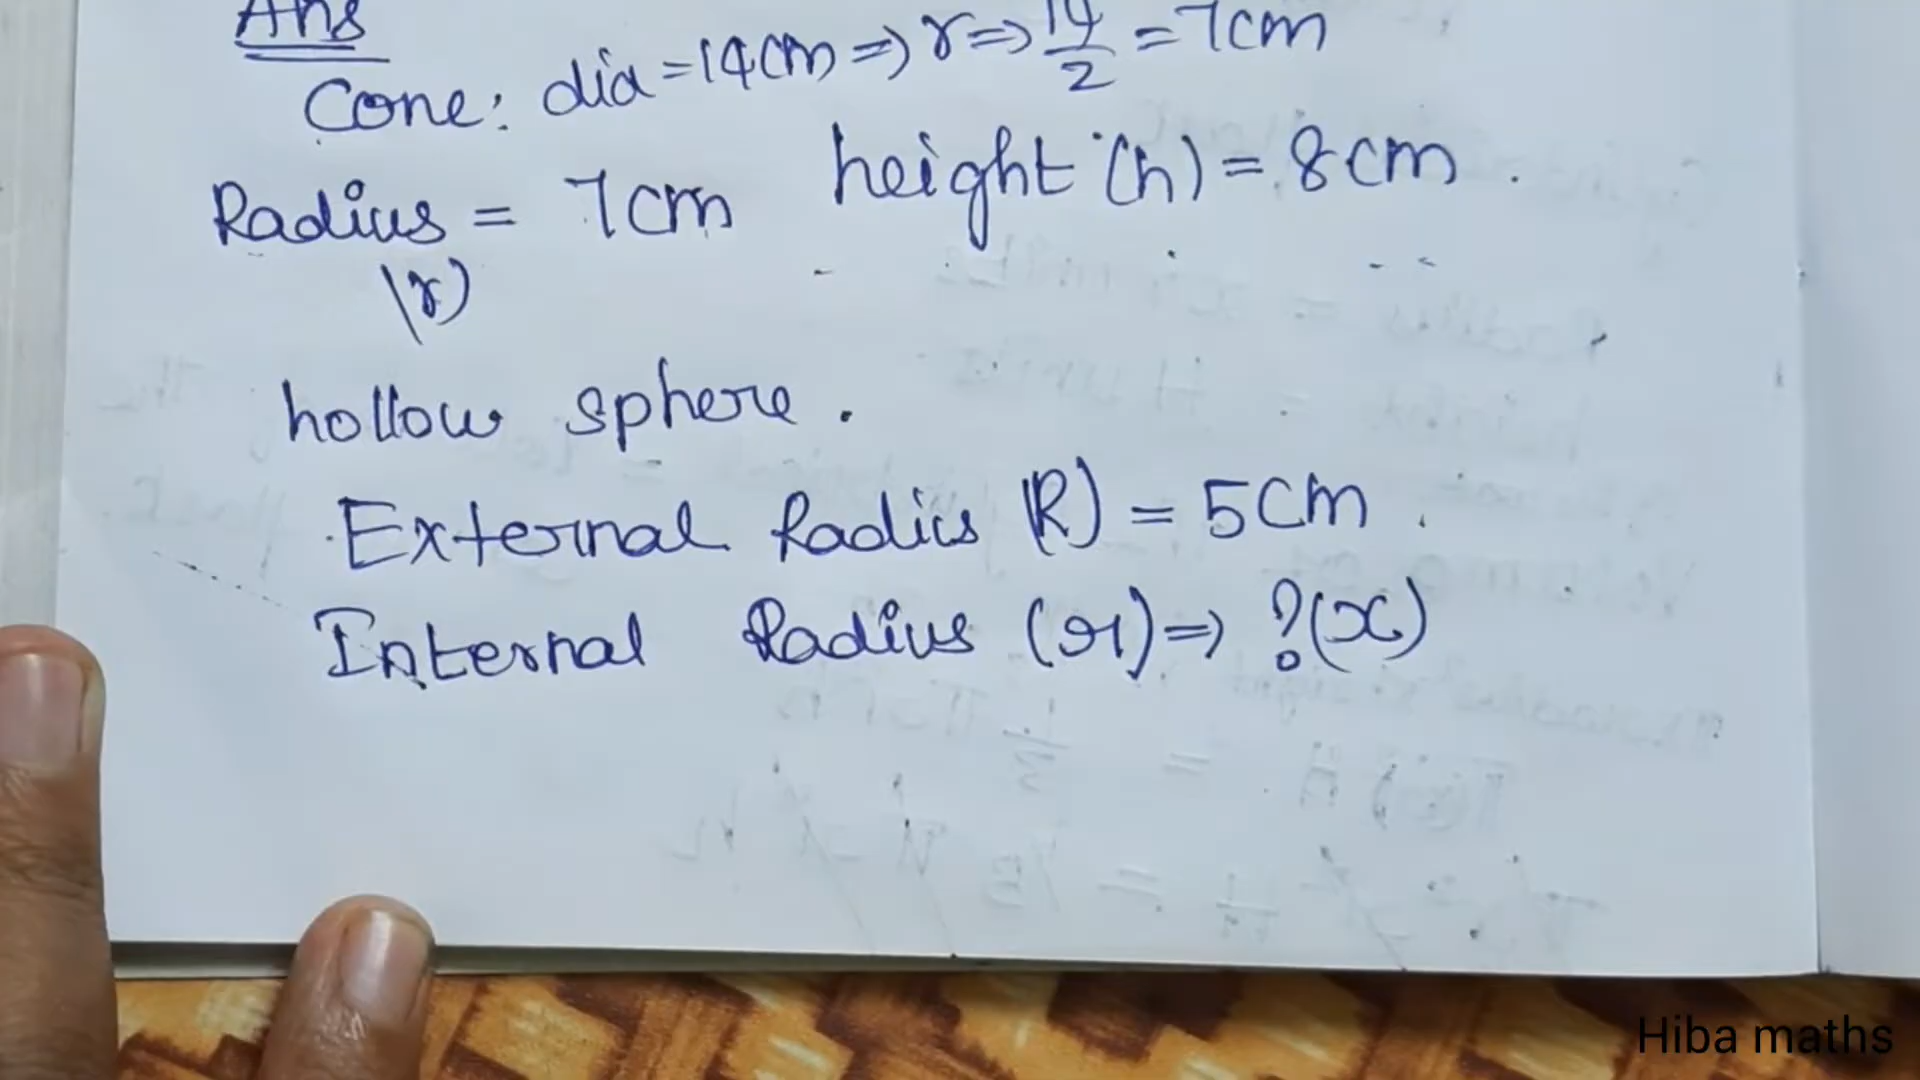 Ans
Cone: dia = 14cm ⇒ r ⇒ 14/2 = 7cm
Radius = 7cm height (h) = 8cm.
(r)
hollow sphere.
External Radius (R) = 5cm.
Internal Radius (r) ⇒ ?(x)
Hiba maths